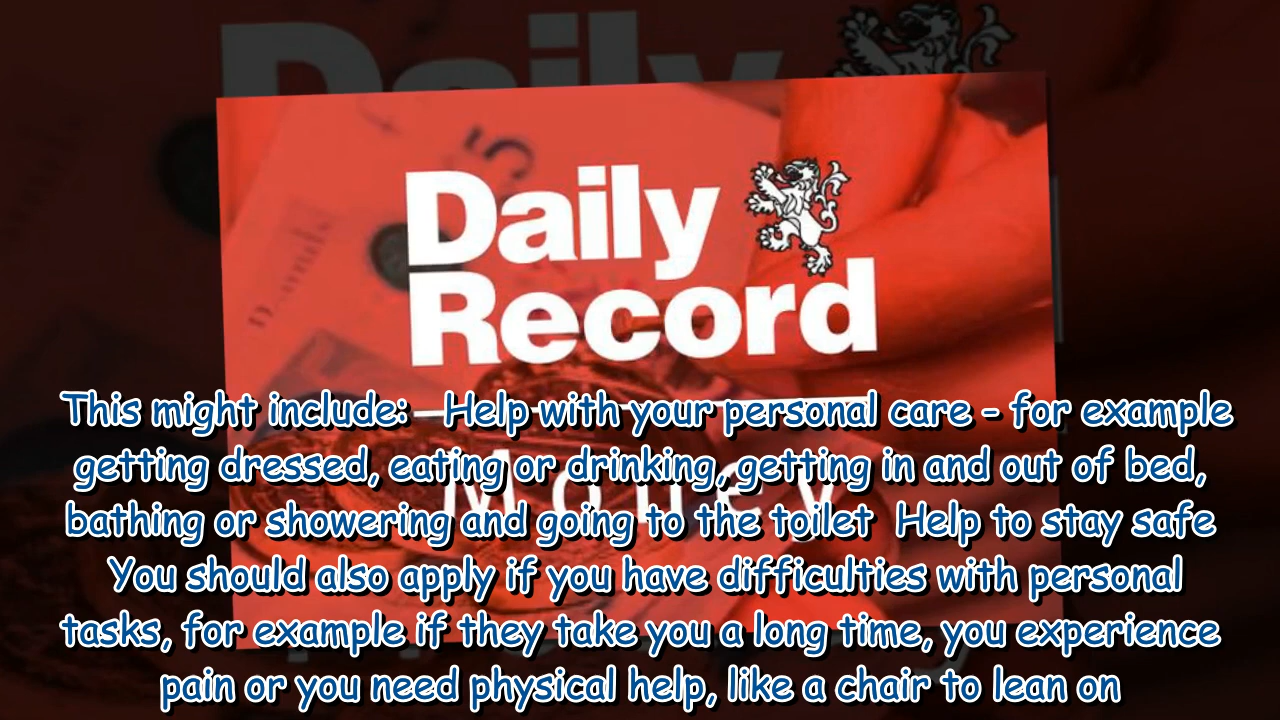 Daily
Daily
Record
This might include:   Help with your personal care – for example
getting dressed, eating or drinking, getting in and out of bed,
Money
bathing or showering and going to the toilet  Help to stay safe
You should also apply if you have difficulties with personal
tasks, for example if they take you a long time, you experience
pain or you need physical help, like a chair to lean on